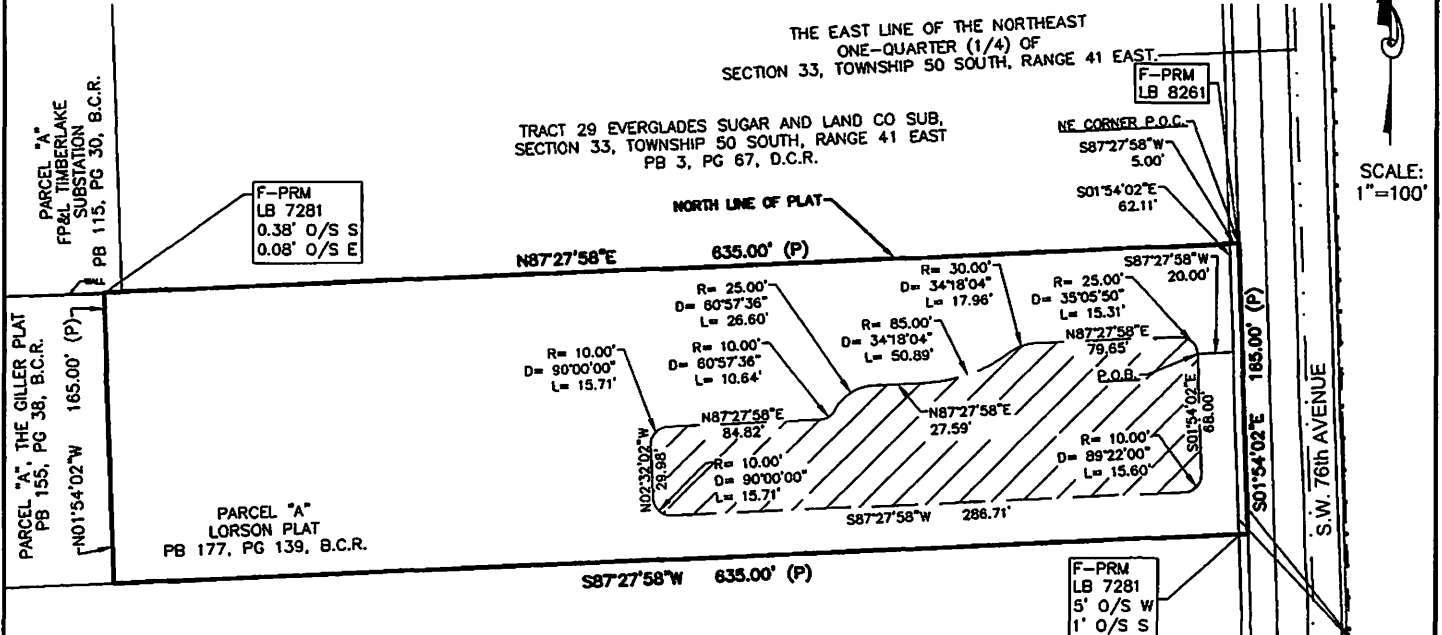 THE EAST LINE OF THE NORTHEAST
ONE-QUARTER (1/4) OF
SECTION 33, TOWNSHIP 50 SOUTH, RANGE 41 EAST.
F-PRM
LB 8261
NE CORNER P.O.C.
S87°27'58"W
5.00'
S01°54'02"E
62.11'
SCALE:
1"=100'
TRACT 29 EVERGLADES SUGAR AND LAND CO SUB,
SECTION 33, TOWNSHIP 50 SOUTH, RANGE 41 EAST
PB 3, PG 67, D.C.R.
PARCEL "A"
FP&L TIMBERLAKE
SUBSTATION
PB 115, PG 30, B.C.R.
F-PRM
LB 7281
0.38' O/S S
0.08' O/S E
NORTH LINE OF PLAT
N87°27'58"E 635.00' (P)
S87°27'58"W
20.00'
R= 25.00'
D= 60°57'36"
L= 26.60'
R= 30.00'
D= 34°18'04"
L= 17.96'
R= 25.00'
D= 35°05'50"
L= 15.31'
R= 85.00'
D= 34°18'04"
L= 50.89'
R= 10.00'
D= 90°00'00"
L= 15.71'
R= 10.00'
D= 60°57'36"
L= 10.64'
N87°27'58"E
79.65'
P.O.B.
N87°27'58"E
84.82'
N87°27'58"E
27.59'
N02°32'02"W
29.98'
R= 10.00'
D= 90°00'00"
L= 15.71'
R= 10.00'
D= 89°22'00"
L= 15.60'
S01°54'02"E
68.00'
S87°27'58"W 286.71'
PARCEL "A", THE GILLER PLAT
PB 155, PG 38, B.C.R.
N01°54'02"W 165.00' (P)
PARCEL "A"
LORSON PLAT
PB 177, PG 139, B.C.R.
S87°27'58"W 635.00' (P)
S01°54'02"E 165.00' (P)
S.W. 76th AVENUE
F-PRM
LB 7281
5' O/S W
1' O/S S